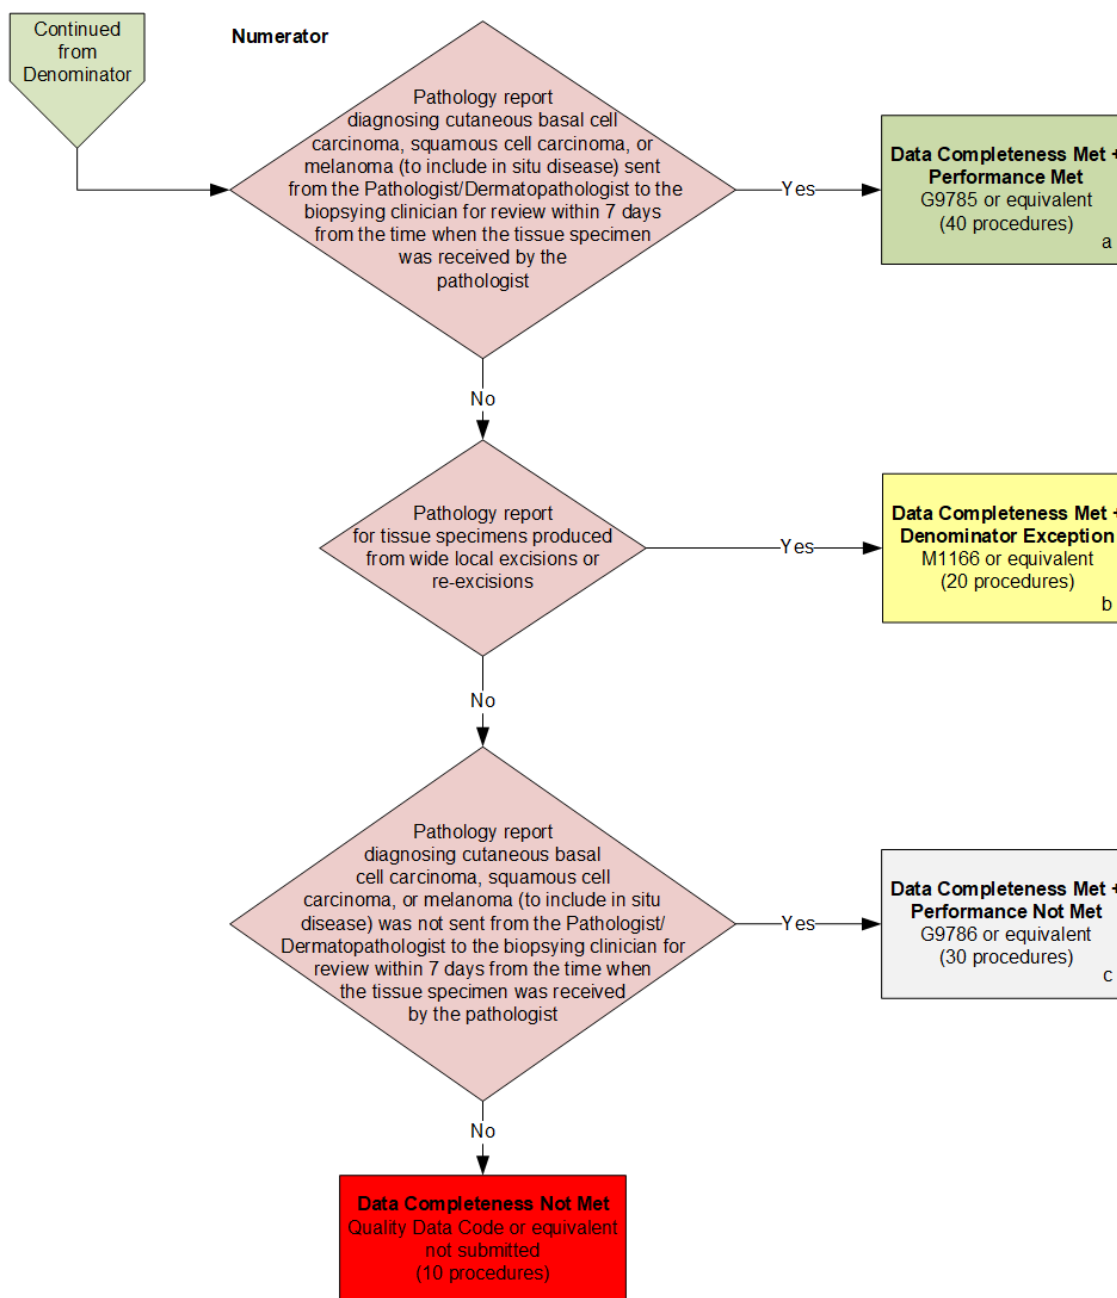 Continued
from
Denominator
Numerator
Pathology report
diagnosing cutaneous basal cell
carcinoma, squamous cell carcinoma, or
melanoma (to include in situ disease) sent
from the Pathologist/Dermatopathologist to the
biopsying clinician for review within 7 days
from the time when the tissue specimen
was received by the
pathologist
Yes
Data Completeness Met +
Performance Met
G9785 or equivalent
(40 procedures)
a
No
Pathology report
for tissue specimens produced
from wide local excisions or
re-excisions
Yes
Data Completeness Met +
Denominator Exception
M1166 or equivalent
(20 procedures)
b
No
Pathology report
diagnosing cutaneous basal
cell carcinoma, squamous cell
carcinoma, or melanoma (to include in situ
disease) was not sent from the Pathologist/
Dermatopathologist to the biopsying clinician for
review within 7 days from the time when
the tissue specimen was received
by the pathologist
Yes
Data Completeness Met +
Performance Not Met
G9786 or equivalent
(30 procedures)
c
No
Data Completeness Not Met
Quality Data Code or equivalent
not submitted
(10 procedures)